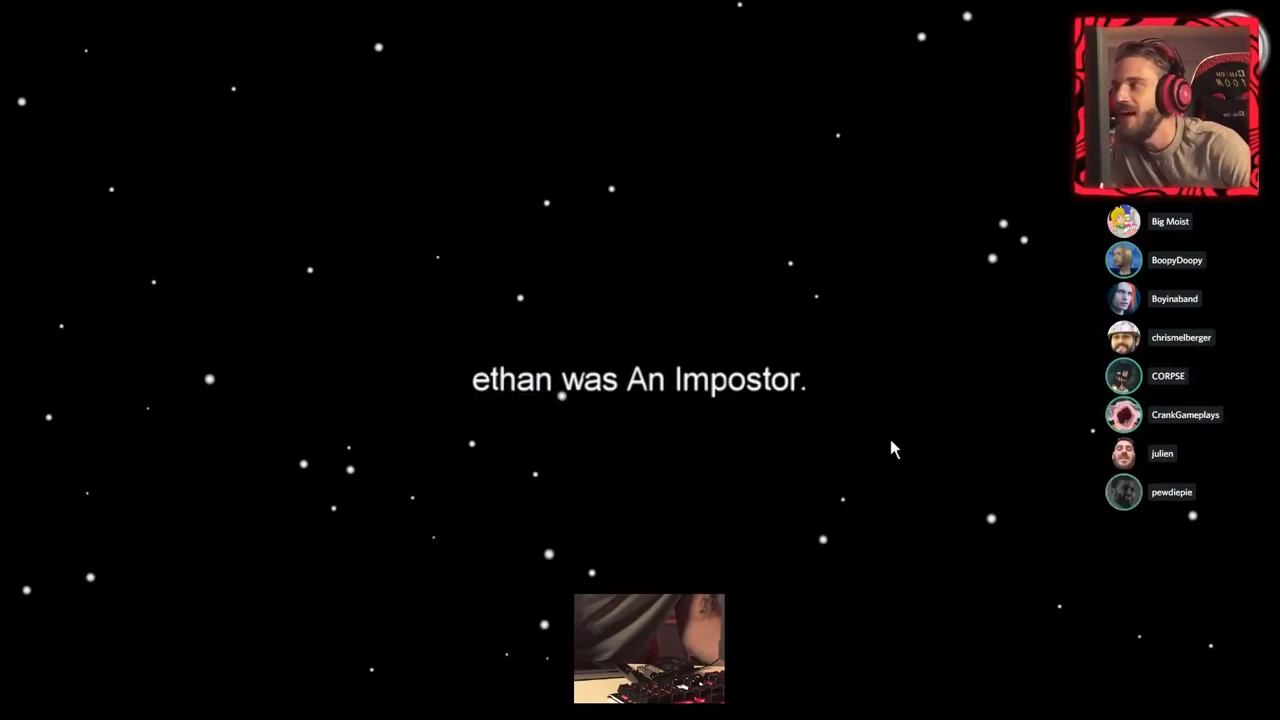 ethan was An Impostor.
Big Moist
BoopyDoopy
Boyinaband
chrismelberger
CORPSE
CrankGameplays
julien
pewdiepie